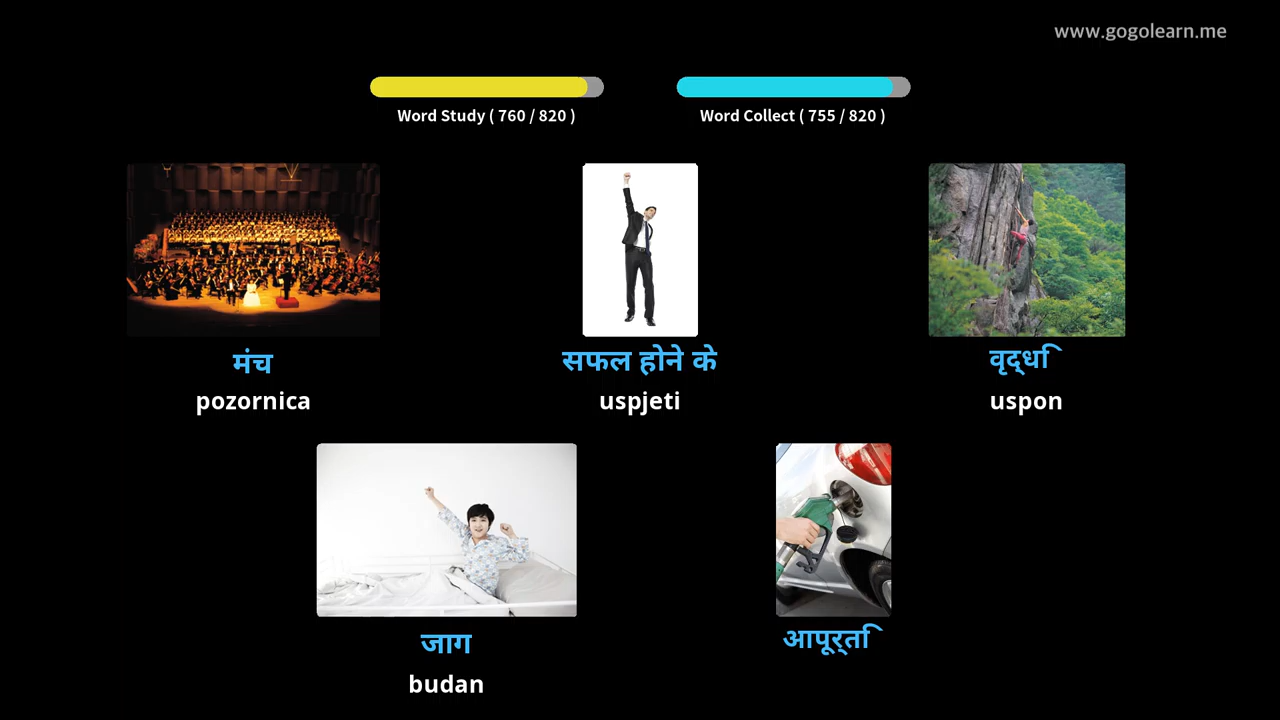 www.gogolearn.me
Word Study ( 760 / 820 )
Word Collect ( 755 / 820 )
मंच
सफल होने के
वृद्धि
pozornica
uspjeti
uspon
जाग
आपूर्ति
budan